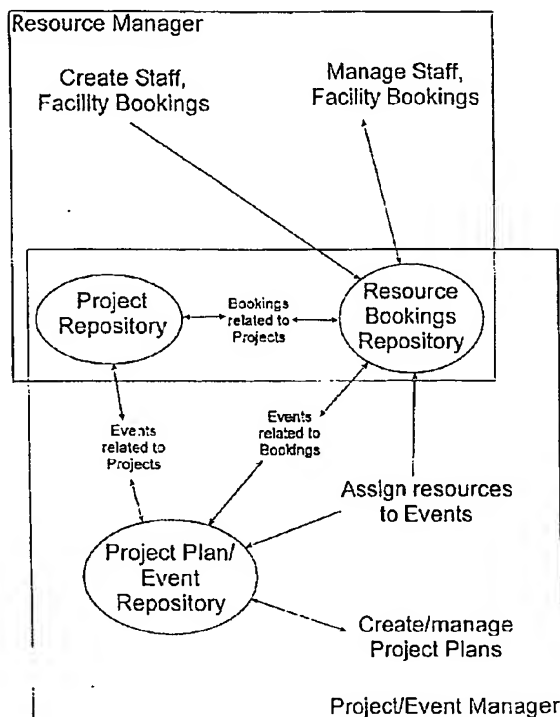 Resource Manager
Create Staff,
Facility Bookings
Manage Staff,
Facility Bookings
Project
Repository
Bookings
related to
Projects
Resource
Bookings
Repository
Events
related to
Projects
Events
related to
Bookings
Assign resources
to Events
Project Plan/
Event
Repository
Create/manage
Project Plans
Project/Event Manager